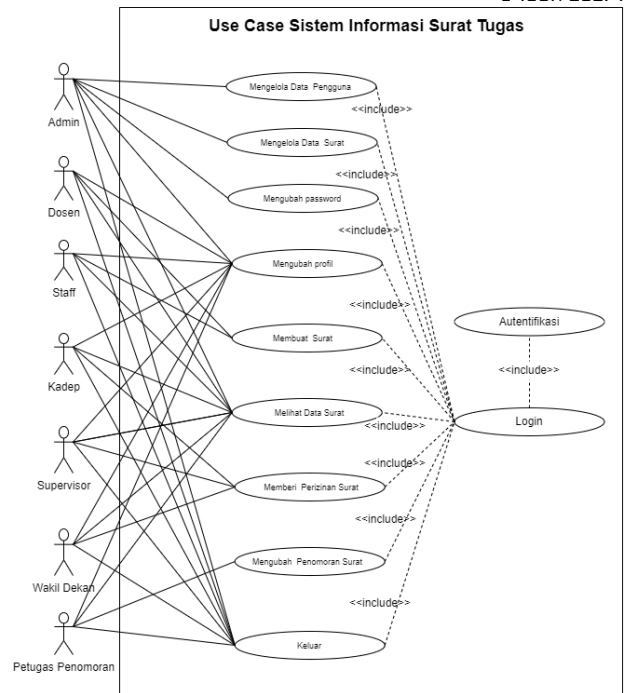 Use Case Sistem Informasi Surat Tugas
Admin
Dosen
Staff
Kadep
Supervisor
Wakil Dekan
Petugas Penomoran
Mengelola Data Pengguna
Mengelola Data Surat
Mengubah password
Mengubah profil
Membuat Surat
Melihat Data Surat
Memberi Perizinan Surat
Mengubah Penomoran Surat
Keluar
<<include>>
<<include>>
<<include>>
<<include>>
<<include>>
<<include>>
<<include>>
<<include>>
<<include>>
Autentifikasi
<<include>>
Login